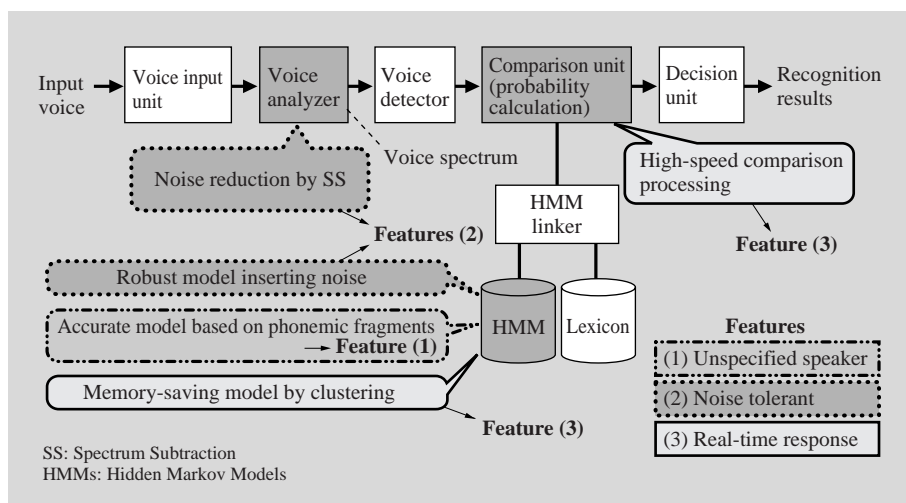 Input
voice
Voice input
unit
Voice
analyzer
Voice
detector
Comparison unit
(probability
calculation)
Decision
unit
Recognition
results
Voice spectrum
Noise reduction by SS
High-speed comparison
processing
HMM
linker
Features (2)
Feature (3)
Robust model inserting noise
Accurate model based on phonemic fragments
Feature (1)
HMM
Lexicon
Memory-saving model by clustering
Feature (3)
Features
(1) Unspecified speaker
(2) Noise tolerant
(3) Real-time response
SS: Spectrum Subtraction
HMMs: Hidden Markov Models